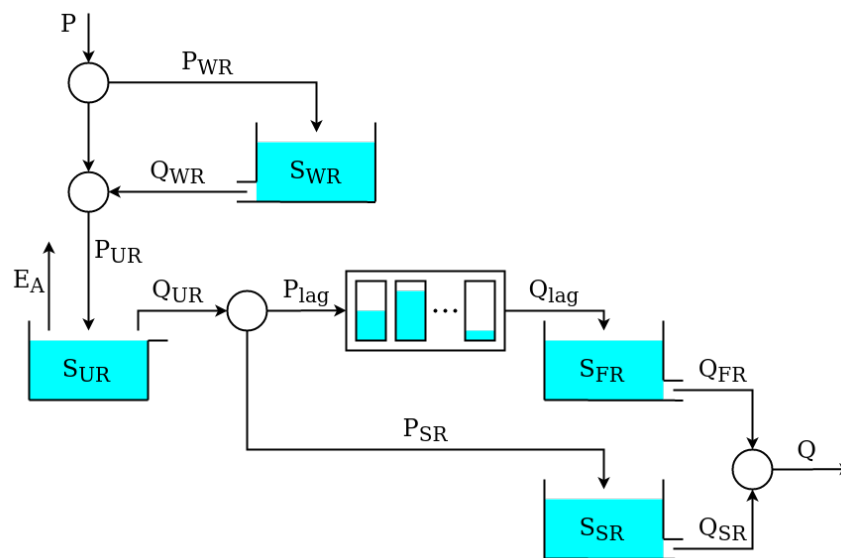 P
P_WR
S_WR
Q_WR
P_UR
E_A
Q_UR
P_lag
Q_lag
S_UR
S_FR
Q_FR
P_SR
Q
S_SR
Q_SR